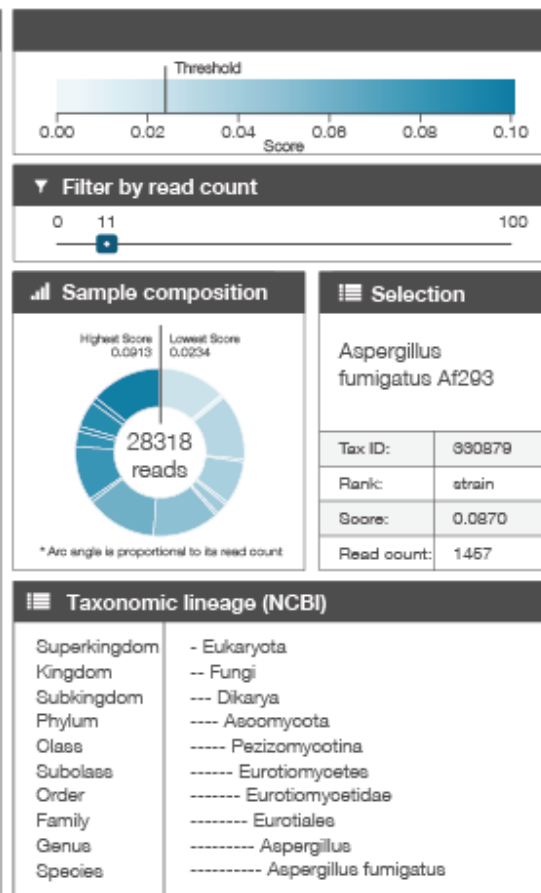 Threshold
0.00 0.02 0.04 0.06 0.08 0.10
Score
Filter by read count
0 11 100
Sample composition
Highest Score Lowest Score
0.0913 0.0234
28318
reads
* Arc angle is proportional to its read count
Selection
Aspergillus
fumigatus Af293
Tax ID: 330879
Rank: strain
Score: 0.0870
Read count: 1457
Taxonomic lineage (NCBI)
Superkingdom - Eukaryota
Kingdom -- Fungi
Subkingdom --- Dikarya
Phylum ---- Ascomycota
Class ----- Pezizomycotina
Subclass ------ Eurotiomycetes
Order ------- Eurotiomycetidae
Family -------- Eurotiales
Genus --------- Aspergillus
Species ---------- Aspergillus fumigatus